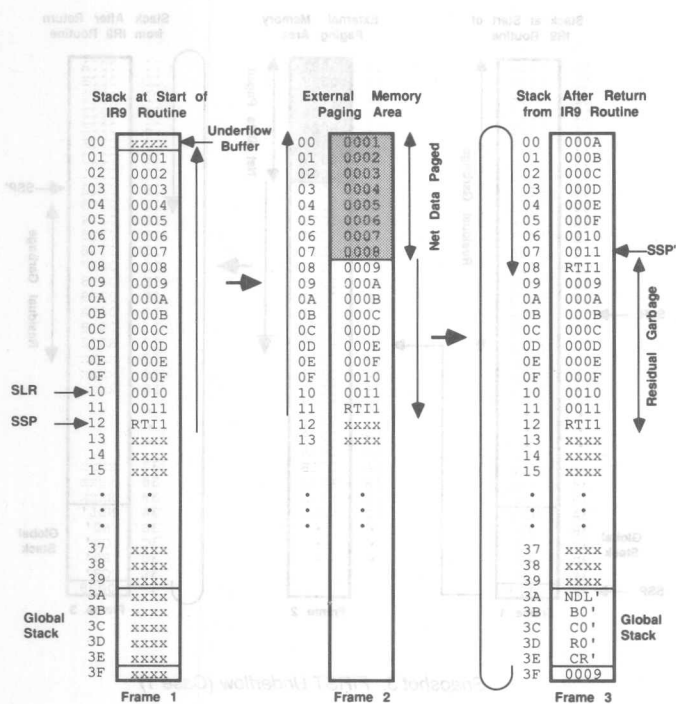 Stack at Start of
IR9 Routine
Underflow
Buffer
00 xxxx
01 0001
02 0002
03 0003
04 0004
05 0005
06 0006
07 0007
08 0008
09 0009
0A 000A
0B 000B
0C 000C
0D 000D
0E 000E
0F 000F
SLR 10 0010
11 0011
SSP 12 RTI1
13 xxxx
14 xxxx
15 xxxx
37 xxxx
38 xxxx
39 xxxx
3A xxxx
3B xxxx
3C xxxx
3D xxxx
3E xxxx
3F xxxx
Global
Stack
Frame 1
External Memory
Paging Area
00 0001
01 0002
02 0003
03 0004
04 0005
05 0006
06 0007
07 0008
08 0009
09 000A
0A 000B
0B 000C
0C 000D
0D 000E
0E 000F
0F 0010
10 0011
11 RTI1
12 xxxx
13 xxxx
Net Data Paged
Frame 2
Stack After Return
from IR9 Routine
00 000A
01 000B
02 000C
03 000D
04 000E
05 000F
06 0010
07 0011 SSP'
08 RTI1
09 0009
0A 000A
0B 000B
0C 000C
0D 000D
0E 000E
0F 000F
10 0010
11 0011
12 RTI1
13 xxxx
14 xxxx
15 xxxx
37 xxxx
38 xxxx
39 xxxx
3A NDL'
3B B0'
3C C0'
3D R0'
3E CR'
3F 0009
Residual Garbage
Global
Stack
Frame 3